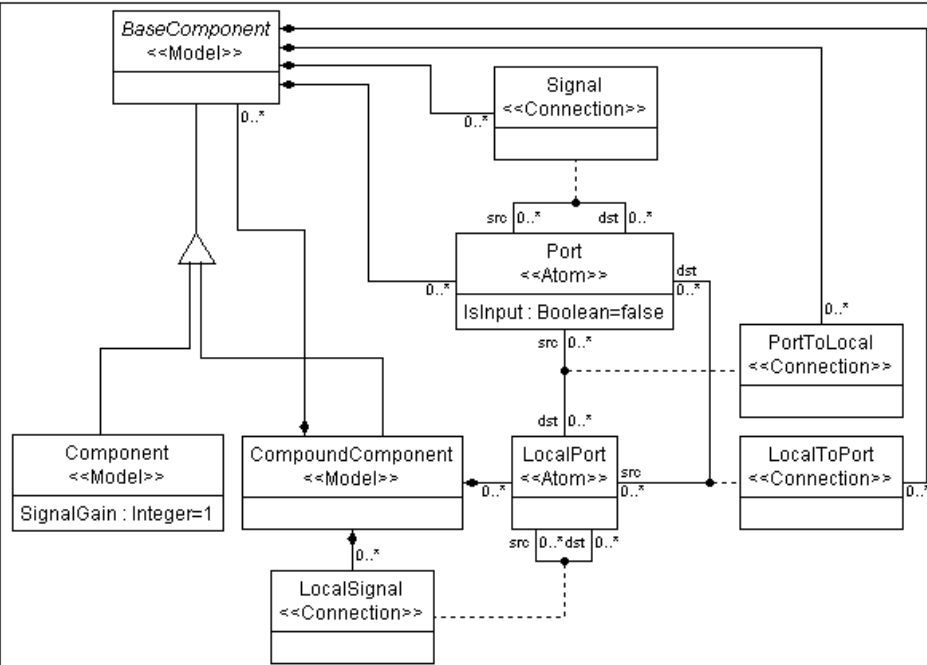 BaseComponent
<<Model>>
0..*
Signal
<<Connection>>
0..*
src 0..* dst 0..*
Port
<<Atom>>
IsInput : Boolean=false
0..*
dst
0..*
src 0..*
0..*
PortToLocal
<<Connection>>
dst 0..*
Component
<<Model>>
SignalGain : Integer=1
CompoundComponent
<<Model>>
0..*
LocalPort
<<Atom>>
src
0..*
LocalToPort
<<Connection>>
0..*
src 0..* dst 0..*
0..*
LocalSignal
<<Connection>>